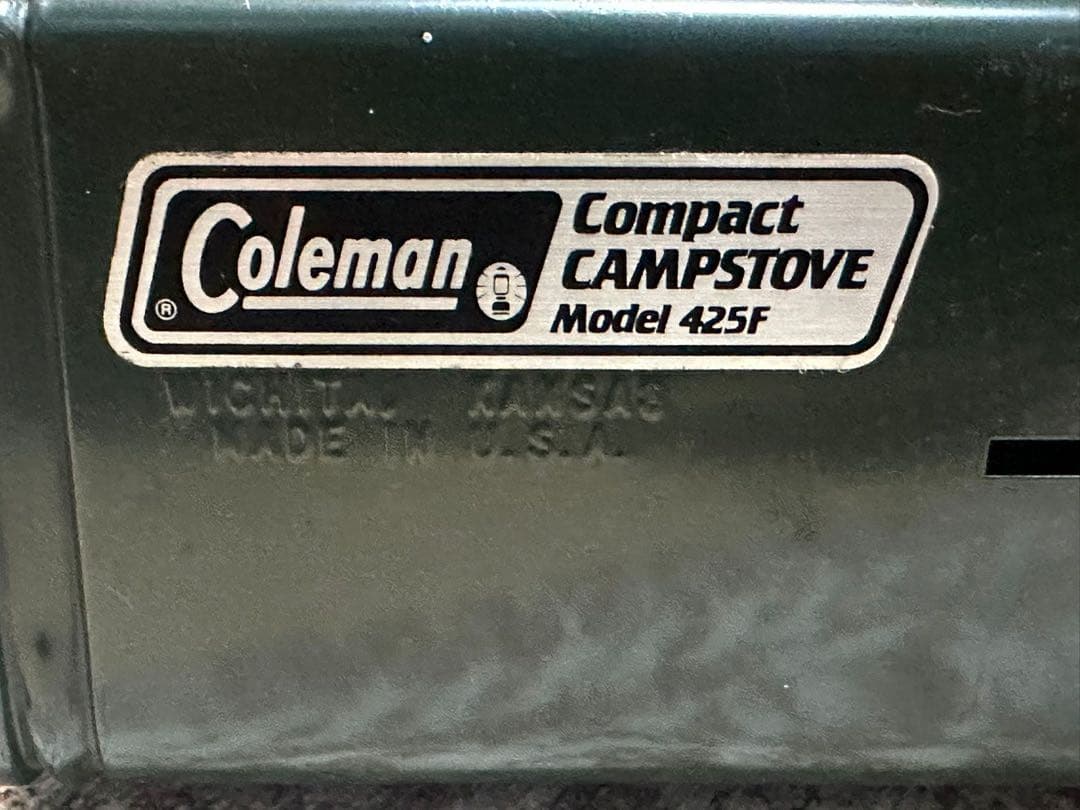 Coleman ®
Compact
CAMPSTOVE
Model 425F
WICHITA, KANSAS
MADE IN U.S.A.